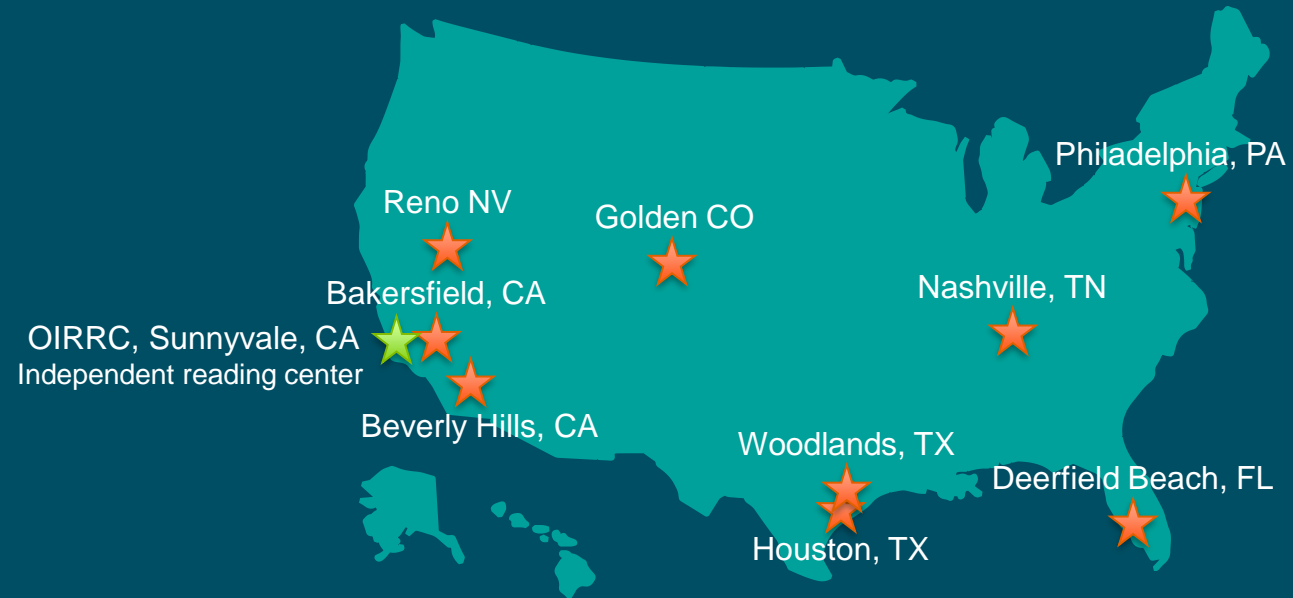 Philadelphia, PA
Reno NV
Golden CO
Nashville, TN
Bakersfield, CA
OIRRC, Sunnyvale, CA
Independent reading center
Beverly Hills, CA
Woodlands, TX
Deerfield Beach, FL
Houston, TX